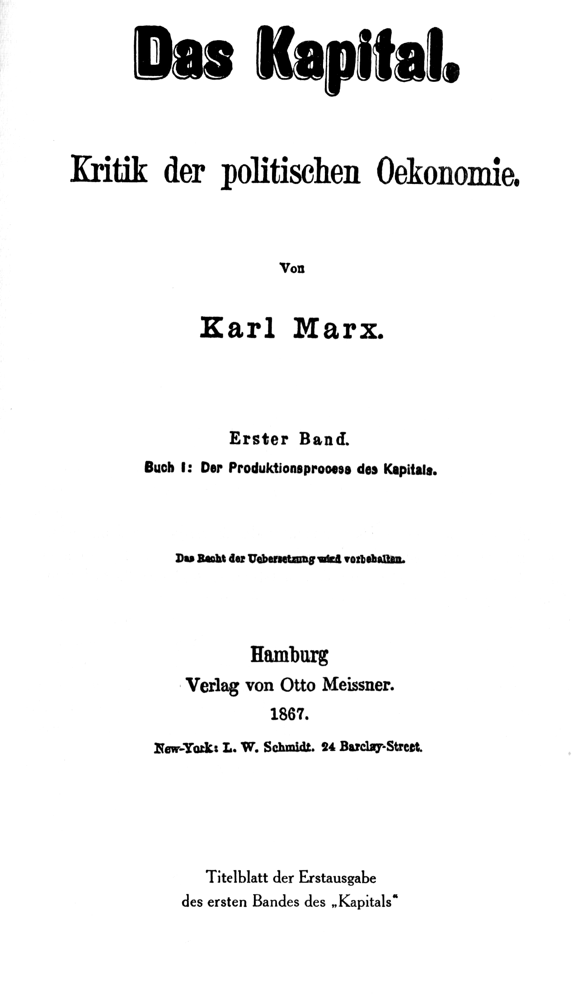 Das Kapital.
Kritik der politischen Oekonomie.
Von
Karl Marx.
Erster Band.
Buch I: Der Produktionsprocess des Kapitals.
Das Recht der Uebersetzung wird vorbehalten.
Hamburg
Verlag von Otto Meissner.
1867.
New-York: L. W. Schmidt. 24 Barclay-Street.
Titelblatt der Erstausgabe
des ersten Bandes des „Kapitals“